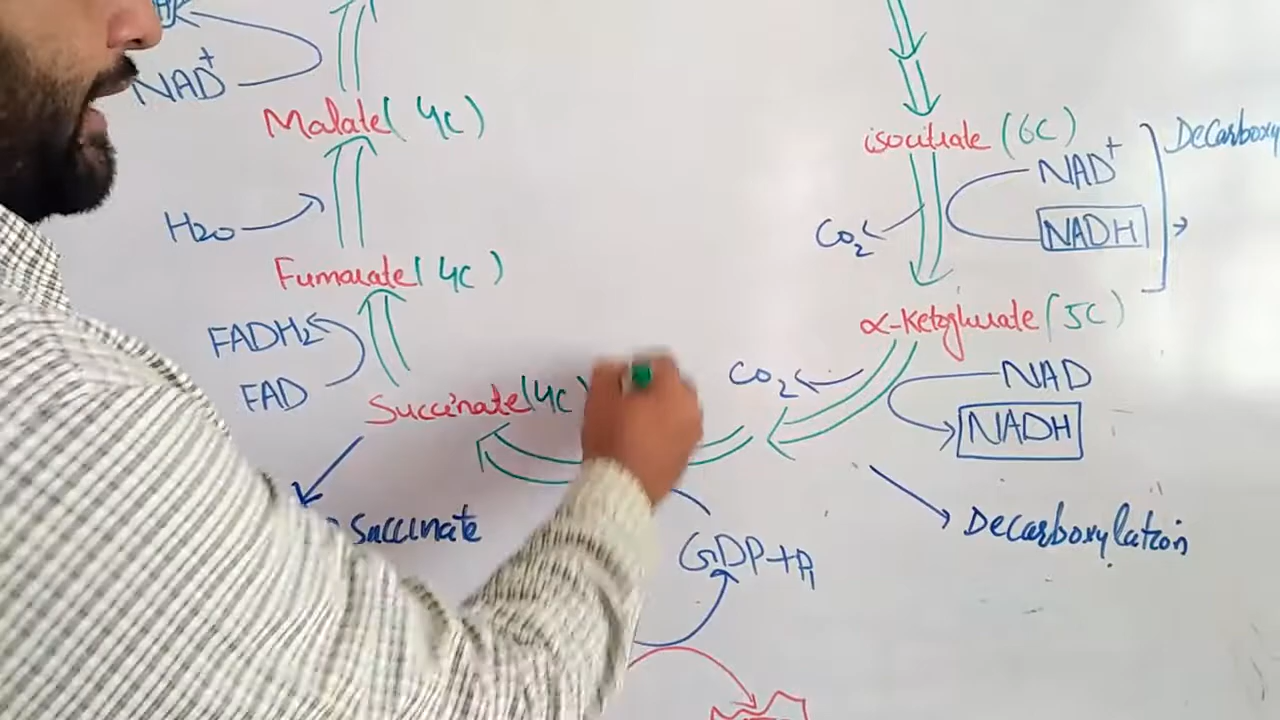 NAD+
Malate(4C)
H2O
Fumarate(4C)
FADH2
FAD
Succinate(4C)
Succinate
isocitrate (6C)
NAD+
NADH
CO2
Decarboxy
α-Ketoglurate(5C)
CO2
NAD
NADH
Decarboxylation
GDP+Pi